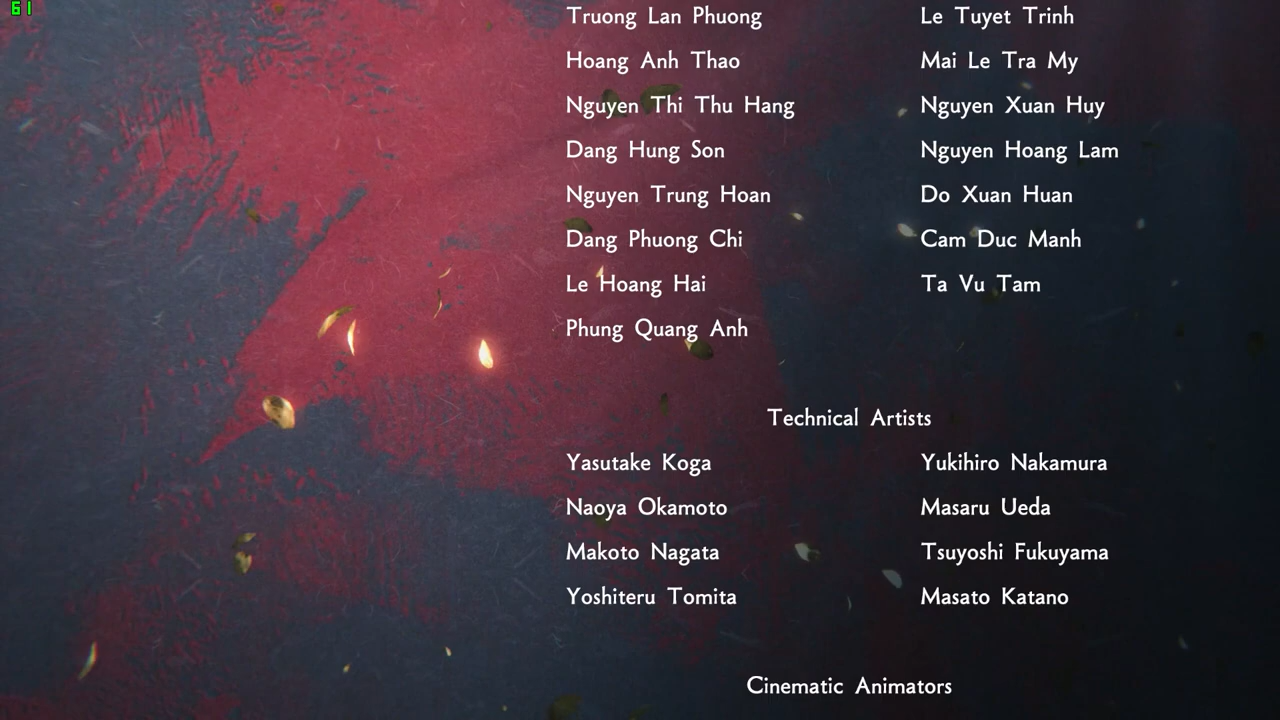 61
Truong Lan Phuong Le Tuyet Trinh
Hoang Anh Thao Mai Le Tra My
Nguyen Thi Thu Hang Nguyen Xuan Huy
Dang Hung Son Nguyen Hoang Lam
Nguyen Trung Hoan Do Xuan Huan
Dang Phuong Chi Cam Duc Manh
Le Hoang Hai Ta Vu Tam
Phung Quang Anh
Technical Artists
Yasutake Koga Yukihiro Nakamura
Naoya Okamoto Masaru Ueda
Makoto Nagata Tsuyoshi Fukuyama
Yoshiteru Tomita Masato Katano
Cinematic Animators